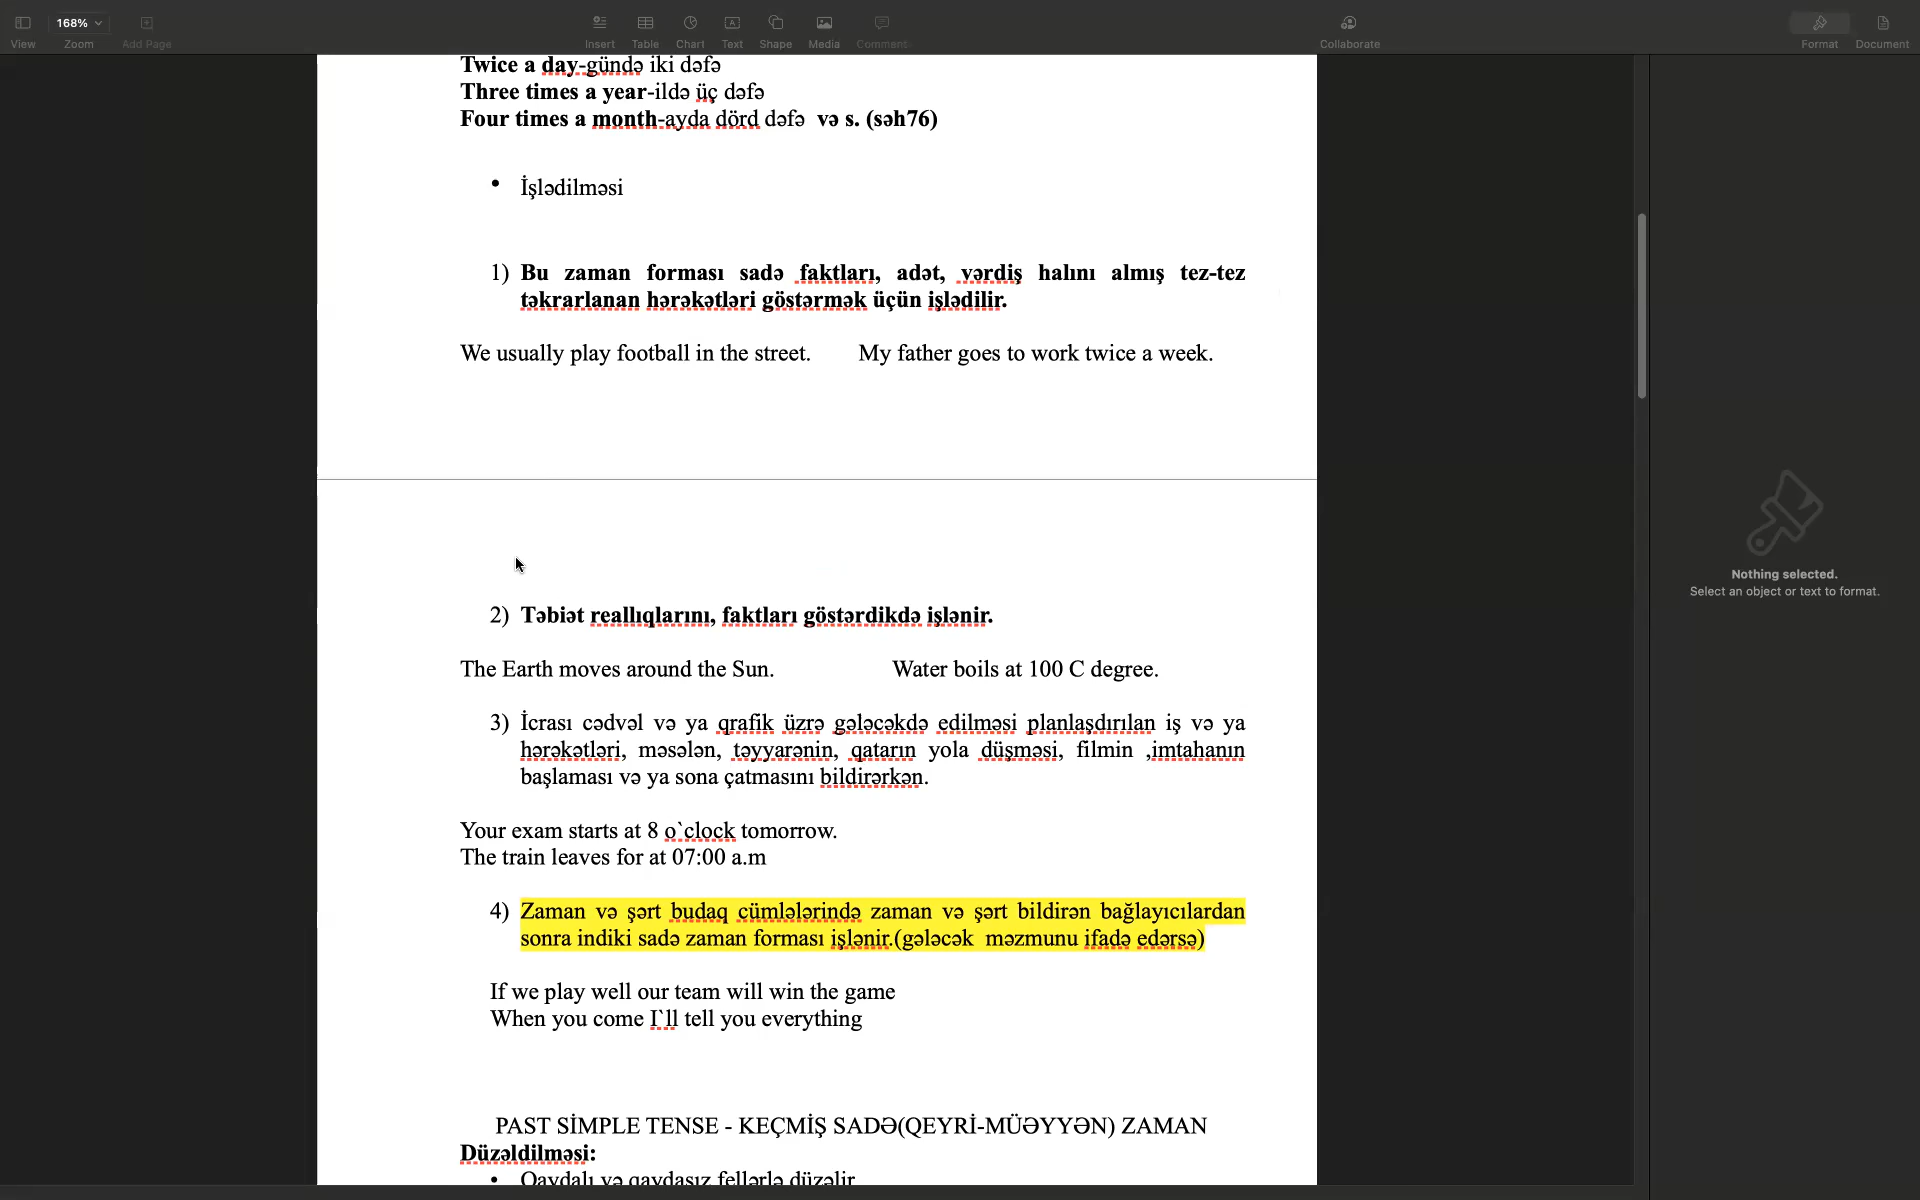 168%
View
Zoom
Add Page
Insert
Table
Chart
Text
Shape
Media
Comment
Collaborate
Format
Document
Twice a day-gündə iki dəfə
Three times a year-ildə üç dəfə
Four times a month-ayda dörd dəfə və s. (səh76)
• İşlədilməsi
1) Bu zaman forması sadə faktları, adət, vərdiş halını almış tez-tez
təkrarlanan hərəkətləri göstərmək üçün işlədilir.
We usually play football in the street. My father goes to work twice a week.
2) Təbiət reallıqlarını, faktları göstərdikdə işlənir.
The Earth moves around the Sun. Water boils at 100 C degree.
3) İcrası cədvəl və ya qrafik üzrə gələcəkdə edilməsi planlaşdırılan iş və ya
hərəkətləri, məsələn, təyyarənin, qatarın yola düşməsi, filmin ,imtahanın
başlaması və ya sona çatmasını bildirərkən.
Your exam starts at 8 o`clock tomorrow.
The train leaves for at 07:00 a.m
4) Zaman və şərt budaq cümlələrində zaman və şərt bildirən bağlayıcılardan
sonra indiki sadə zaman forması işlənir.(gələcək məzmunu ifadə edərsə)
If we play well our team will win the game
When you come I`ll tell you everything
PAST SİMPLE TENSE - KEÇMİŞ SADƏ(QEYRİ-MÜƏYYƏN) ZAMAN
Düzəldilməsi:
• Qaydalı və qaydasız fellərlə düzəlir
Nothing selected.
Select an object or text to format.